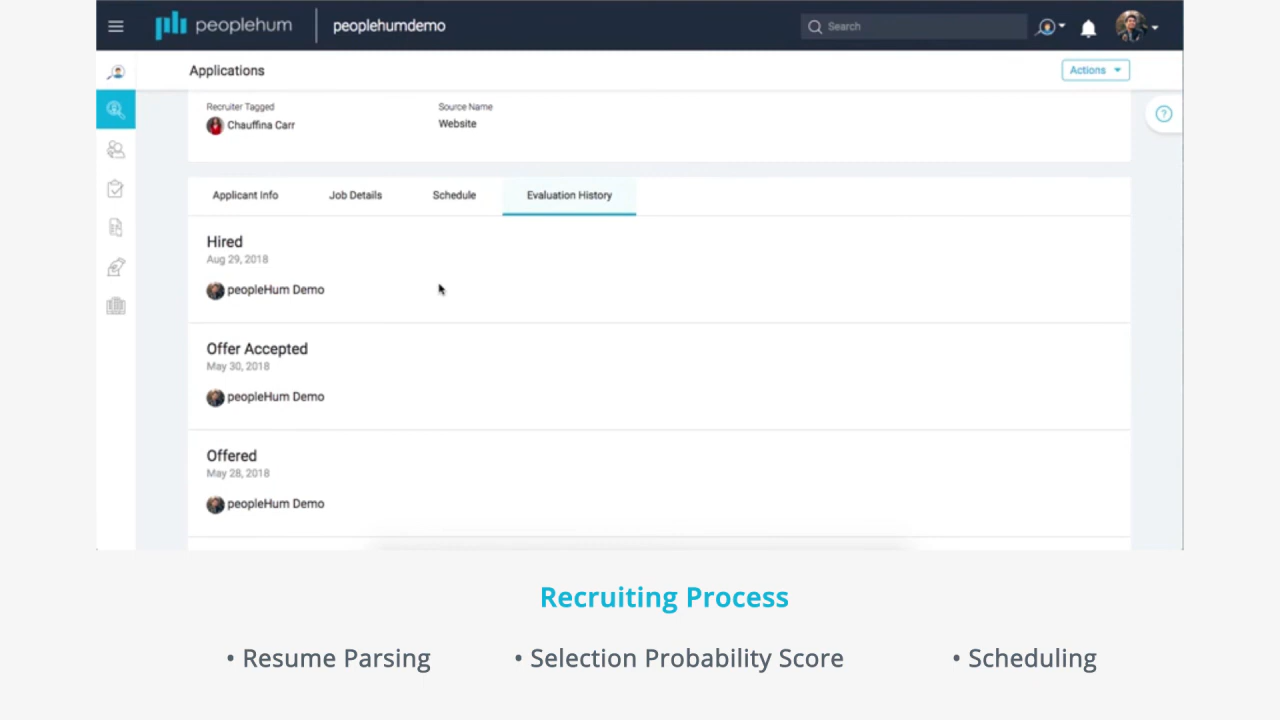 peoplehum
peoplehumdemo
Search
Applications
Actions
Recruiter Tagged
Source Name
Chauffina Carr
Website
?
Applicant Info
Job Details
Schedule
Evaluation History
Hired
Aug 29, 2018
peopleHum Demo
Offer Accepted
May 30, 2018
peopleHum Demo
Offered
May 28, 2018
peopleHum Demo
Recruiting Process
• Resume Parsing
• Selection Probability Score
• Scheduling